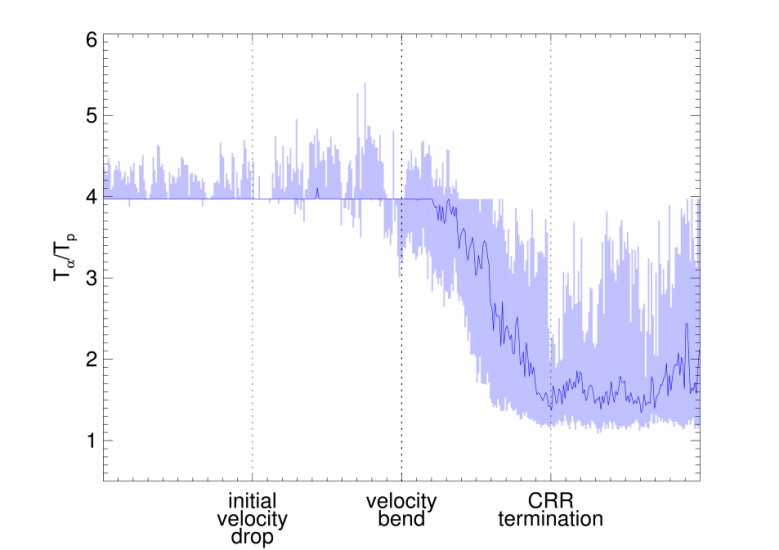 6
5
4
3
2
1
Tα/Tp
initial
velocity
drop
velocity
bend
CRR
termination